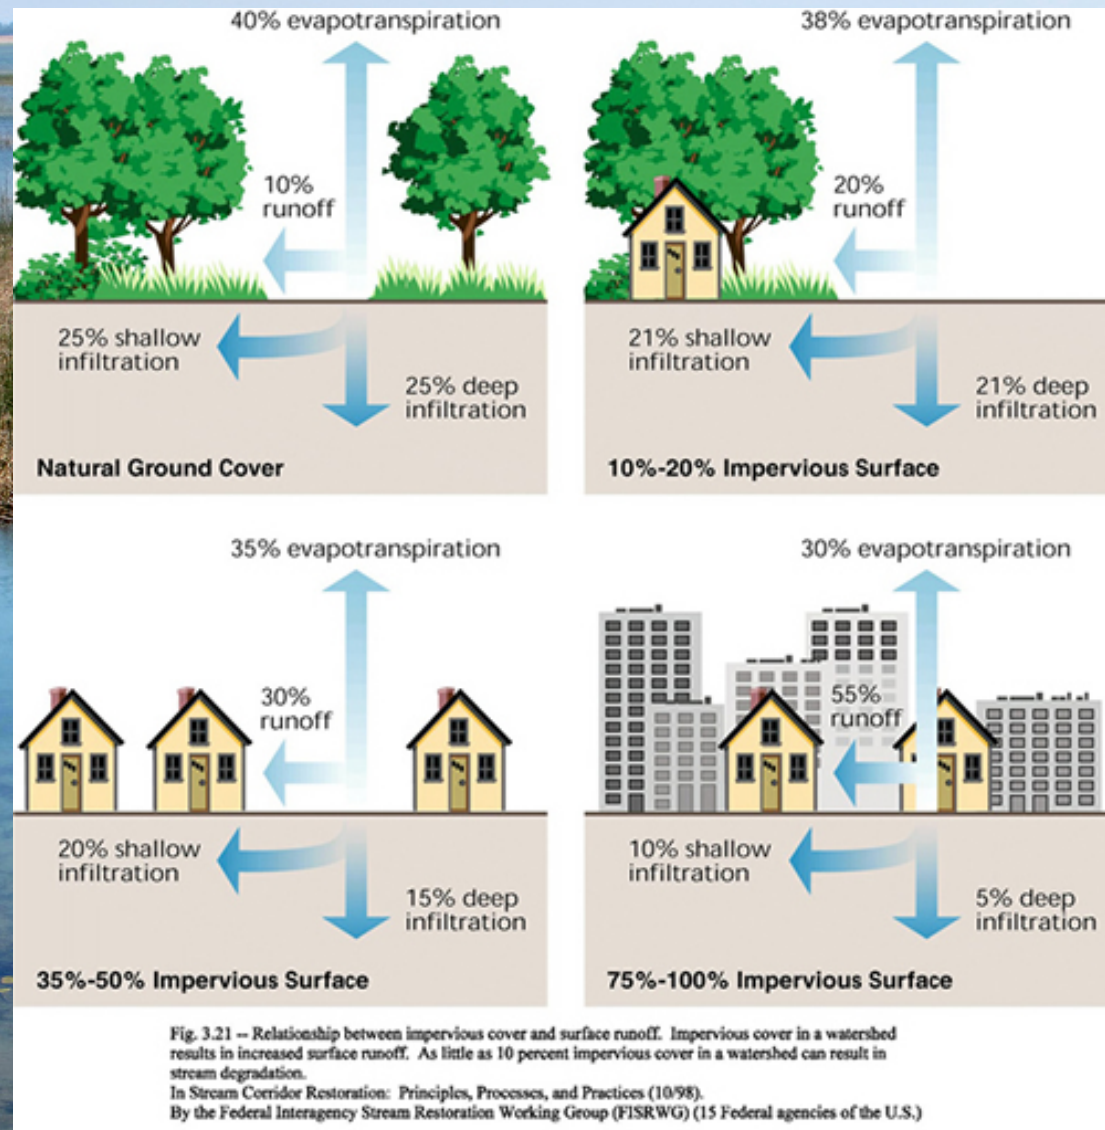 40% evapotranspiration
10%
runoff
25% shallow
infiltration
25% deep
infiltration
Natural Ground Cover
38% evapotranspiration
20%
runoff
21% shallow
infiltration
21% deep
infiltration
10%-20% Impervious Surface
35% evapotranspiration
30%
runoff
20% shallow
infiltration
15% deep
infiltration
35%-50% Impervious Surface
30% evapotranspiration
55%
runoff
10% shallow
infiltration
5% deep
infiltration
75%-100% Impervious Surface
Fig. 3.21 -- Relationship between impervious cover and surface runoff. Impervious cover in a watershed
results in increased surface runoff. As little as 10 percent impervious cover in a watershed can result in
stream degradation.
In Stream Corridor Restoration: Principles, Processes, and Practices (10/98).
By the Federal Interagency Stream Restoration Working Group (FISRWG) (15 Federal agencies of the U.S.)